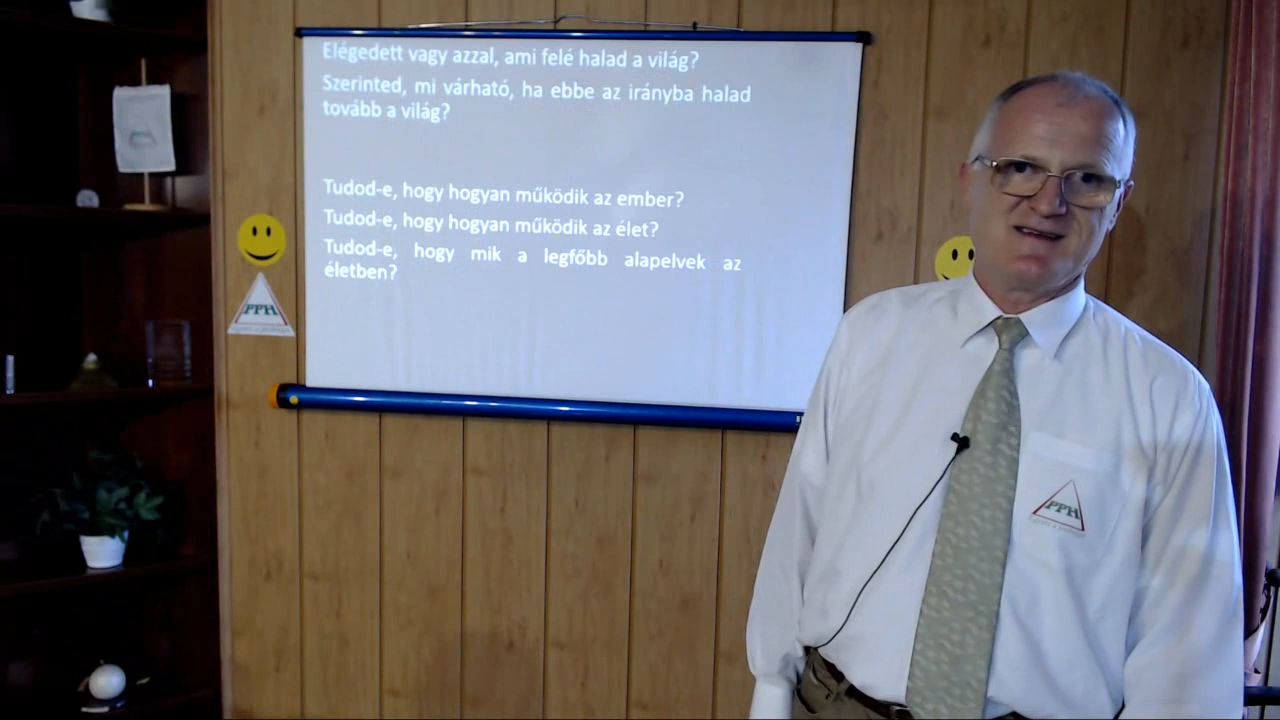 Elégedett vagy azzal, ami felé halad a világ?
Szerinted, mi várható, ha ebbe az irányba halad
tovább a világ?
Tudod-e, hogy hogyan működik az ember?
Tudod-e, hogy hogyan működik az élet?
Tudod-e, hogy mik a legfőbb alapelvek az
életben?
PPH
PPH